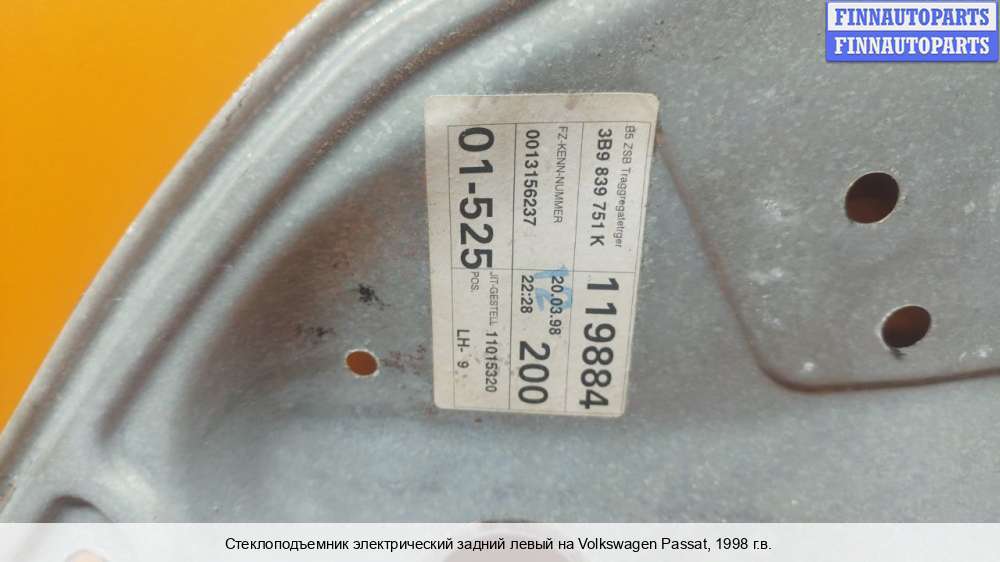 FINNAUTOPARTS
FINNAUTOPARTS
B5 ZSB Traggregatetrger
3B9 839 751 K
119884
FZ-KENN-NUMMER
0013156237
20.03.98
22:28
200
12
01-525
JIT-GESTELL 11015320
POS.
LH- 9
Стеклоподъемник электрический задний левый на Volkswagen Passat, 1998 г.в.